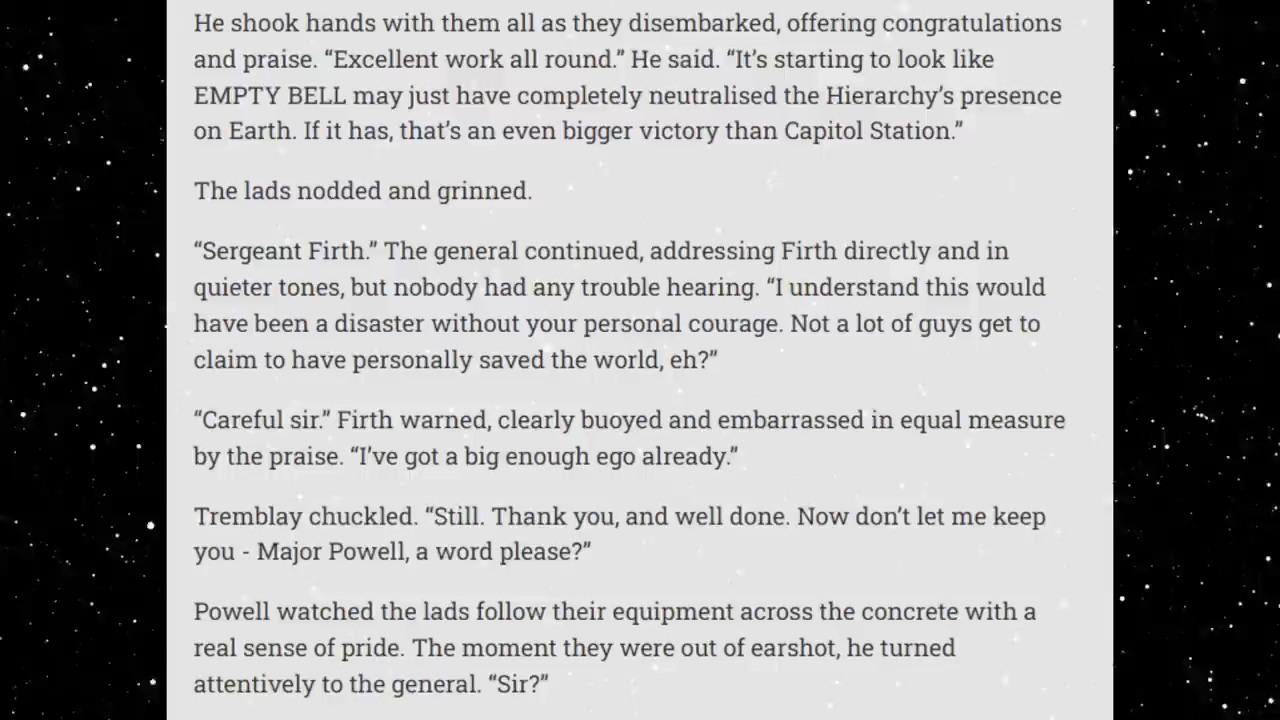 He shook hands with them all as they disembarked, offering congratulations
and praise. “Excellent work all round.” He said. “It’s starting to look like
EMPTY BELL may just have completely neutralised the Hierarchy’s presence
on Earth. If it has, that’s an even bigger victory than Capitol Station.”
The lads nodded and grinned.
“Sergeant Firth.” The general continued, addressing Firth directly and in
quieter tones, but nobody had any trouble hearing. “I understand this would
have been a disaster without your personal courage. Not a lot of guys get to
claim to have personally saved the world, eh?”
“Careful sir.” Firth warned, clearly buoyed and embarrassed in equal measure
by the praise. “I’ve got a big enough ego already.”
Tremblay chuckled. “Still. Thank you, and well done. Now don’t let me keep
you - Major Powell, a word please?”
Powell watched the lads follow their equipment across the concrete with a
real sense of pride. The moment they were out of earshot, he turned
attentively to the general. “Sir?”